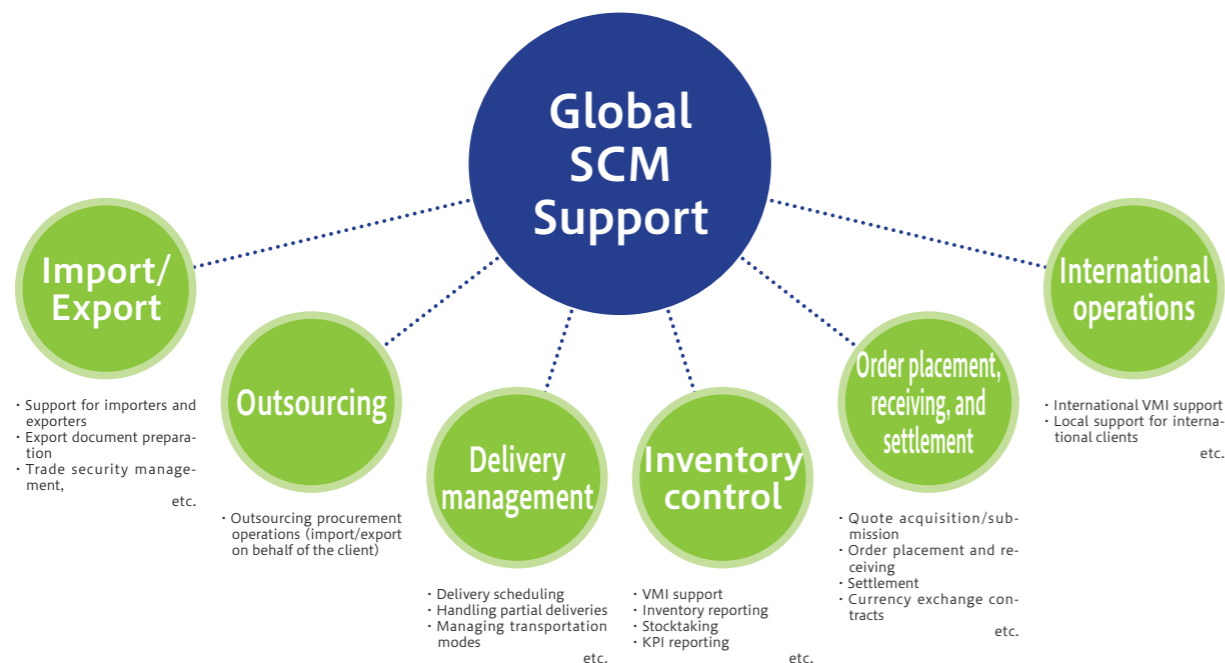 Global
SCM
Support
Import/
Export
· Support for importers and
exporters
· Export document prepara-
tion
· Trade security manage-
ment,
etc.
Outsourcing
· Outsourcing procurement
operations (import/export
on behalf of the client)
Delivery
management
· Delivery scheduling
· Handling partial deliveries
· Managing transportation
modes
etc.
Inventory
control
· VMI support
· Inventory reporting
· Stocktaking
· KPI reporting
etc.
Order placement,
receiving, and
settlement
· Quote acquisition/sub-
mission
· Order placement and re-
ceiving
· Settlement
· Currency exchange con-
tracts
etc.
International
operations
· International VMI support
· Local support for interna-
tional clients
etc.